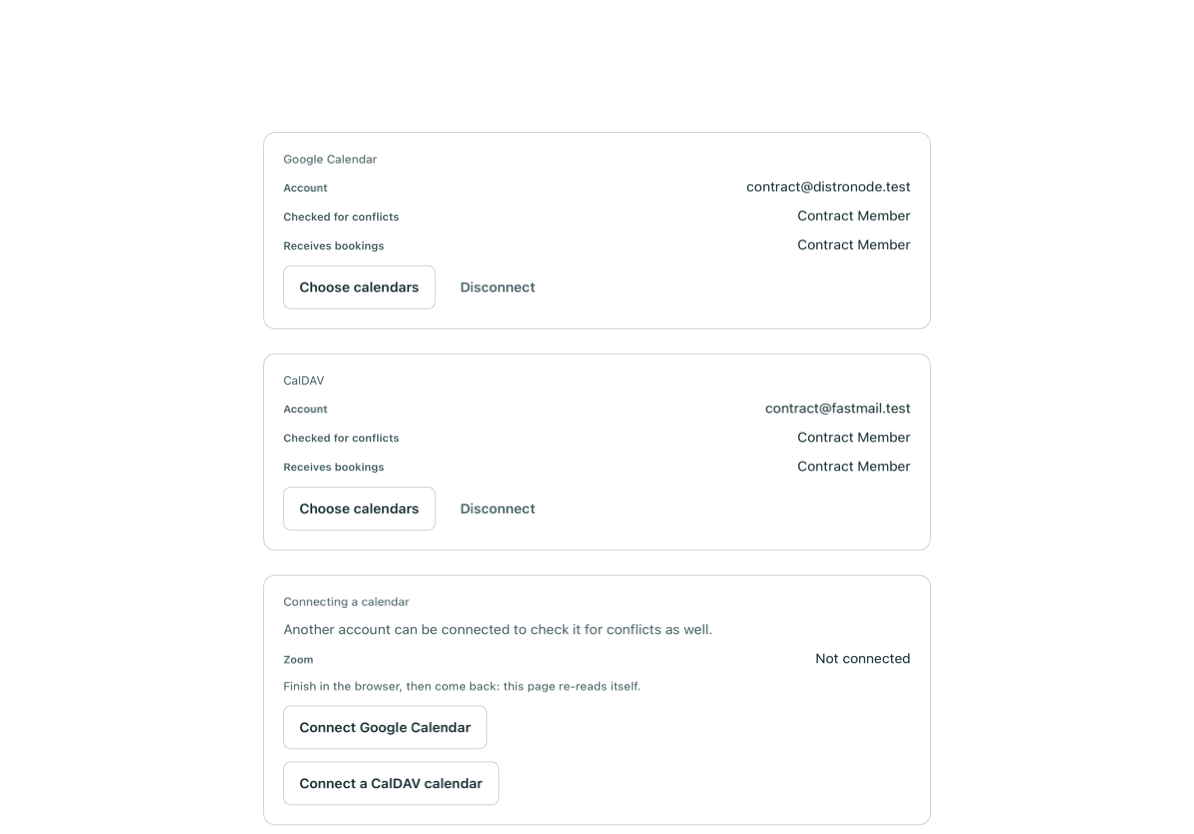 Google Calendar
Account contract@distronode.test
Checked for conflicts Contract Member
Receives bookings Contract Member
Choose calendars Disconnect
CalDAV
Account contract@fastmail.test
Checked for conflicts Contract Member
Receives bookings Contract Member
Choose calendars Disconnect
Connecting a calendar
Another account can be connected to check it for conflicts as well.
Zoom Not connected
Finish in the browser, then come back: this page re-reads itself.
Connect Google Calendar
Connect a CalDAV calendar